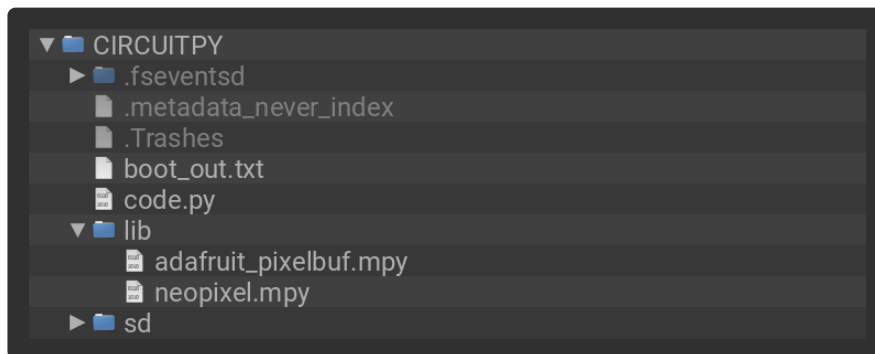 CIRCUITPY
.fseventsd
.metadata_never_index
.Trashes
boot_out.txt
code.py
lib
adafruit_pixelbuf.mpy
neopixel.mpy
sd